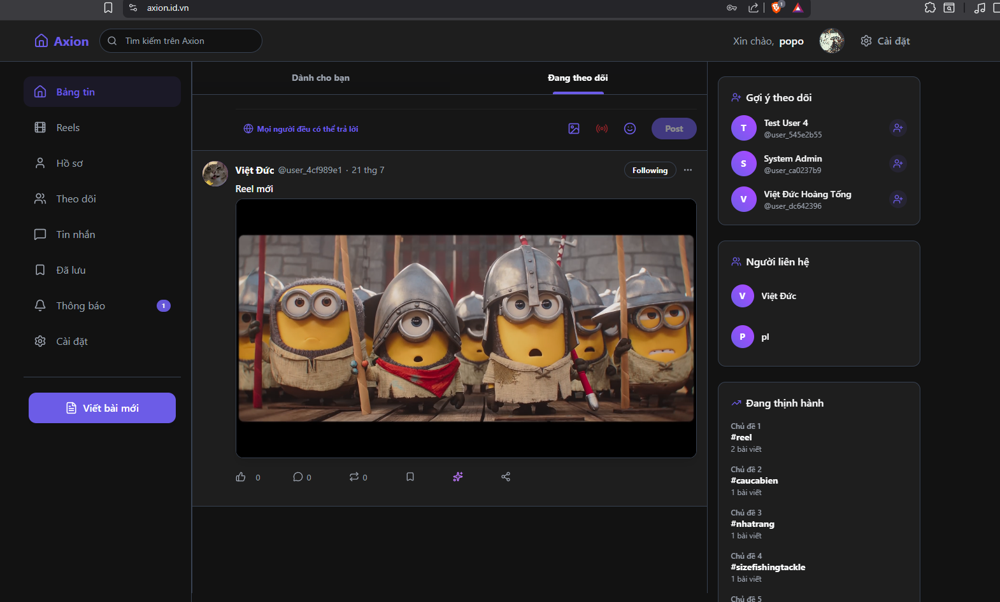 axion.id.vn
1
Axion
Tìm kiếm trên Axion
Xin chào, popo
Cài đặt
Bảng tin
Reels
Hồ sơ
Theo dõi
Tin nhắn
Đã lưu
Thông báo
1
Cài đặt
Viết bài mới
Dành cho bạn
Đang theo dõi
Mọi người đều có thể trả lời
Post
Việt Đức @user_4cf989e1 · 21 thg 7
Following
Reel mới
0
0
0
Gợi ý theo dõi
T
Test User 4
@user_545e2b55
S
System Admin
@user_ca0237b9
V
Việt Đức Hoàng Tống
@user_dc642396
Người liên hệ
V
Việt Đức
P
pl
Đang thịnh hành
Chủ đề 1
#reel
2 bài viết
Chủ đề 2
#caucabien
1 bài viết
Chủ đề 3
#nhatrang
1 bài viết
Chủ đề 4
#sizefishingtackle
1 bài viết
Chủ đề 5